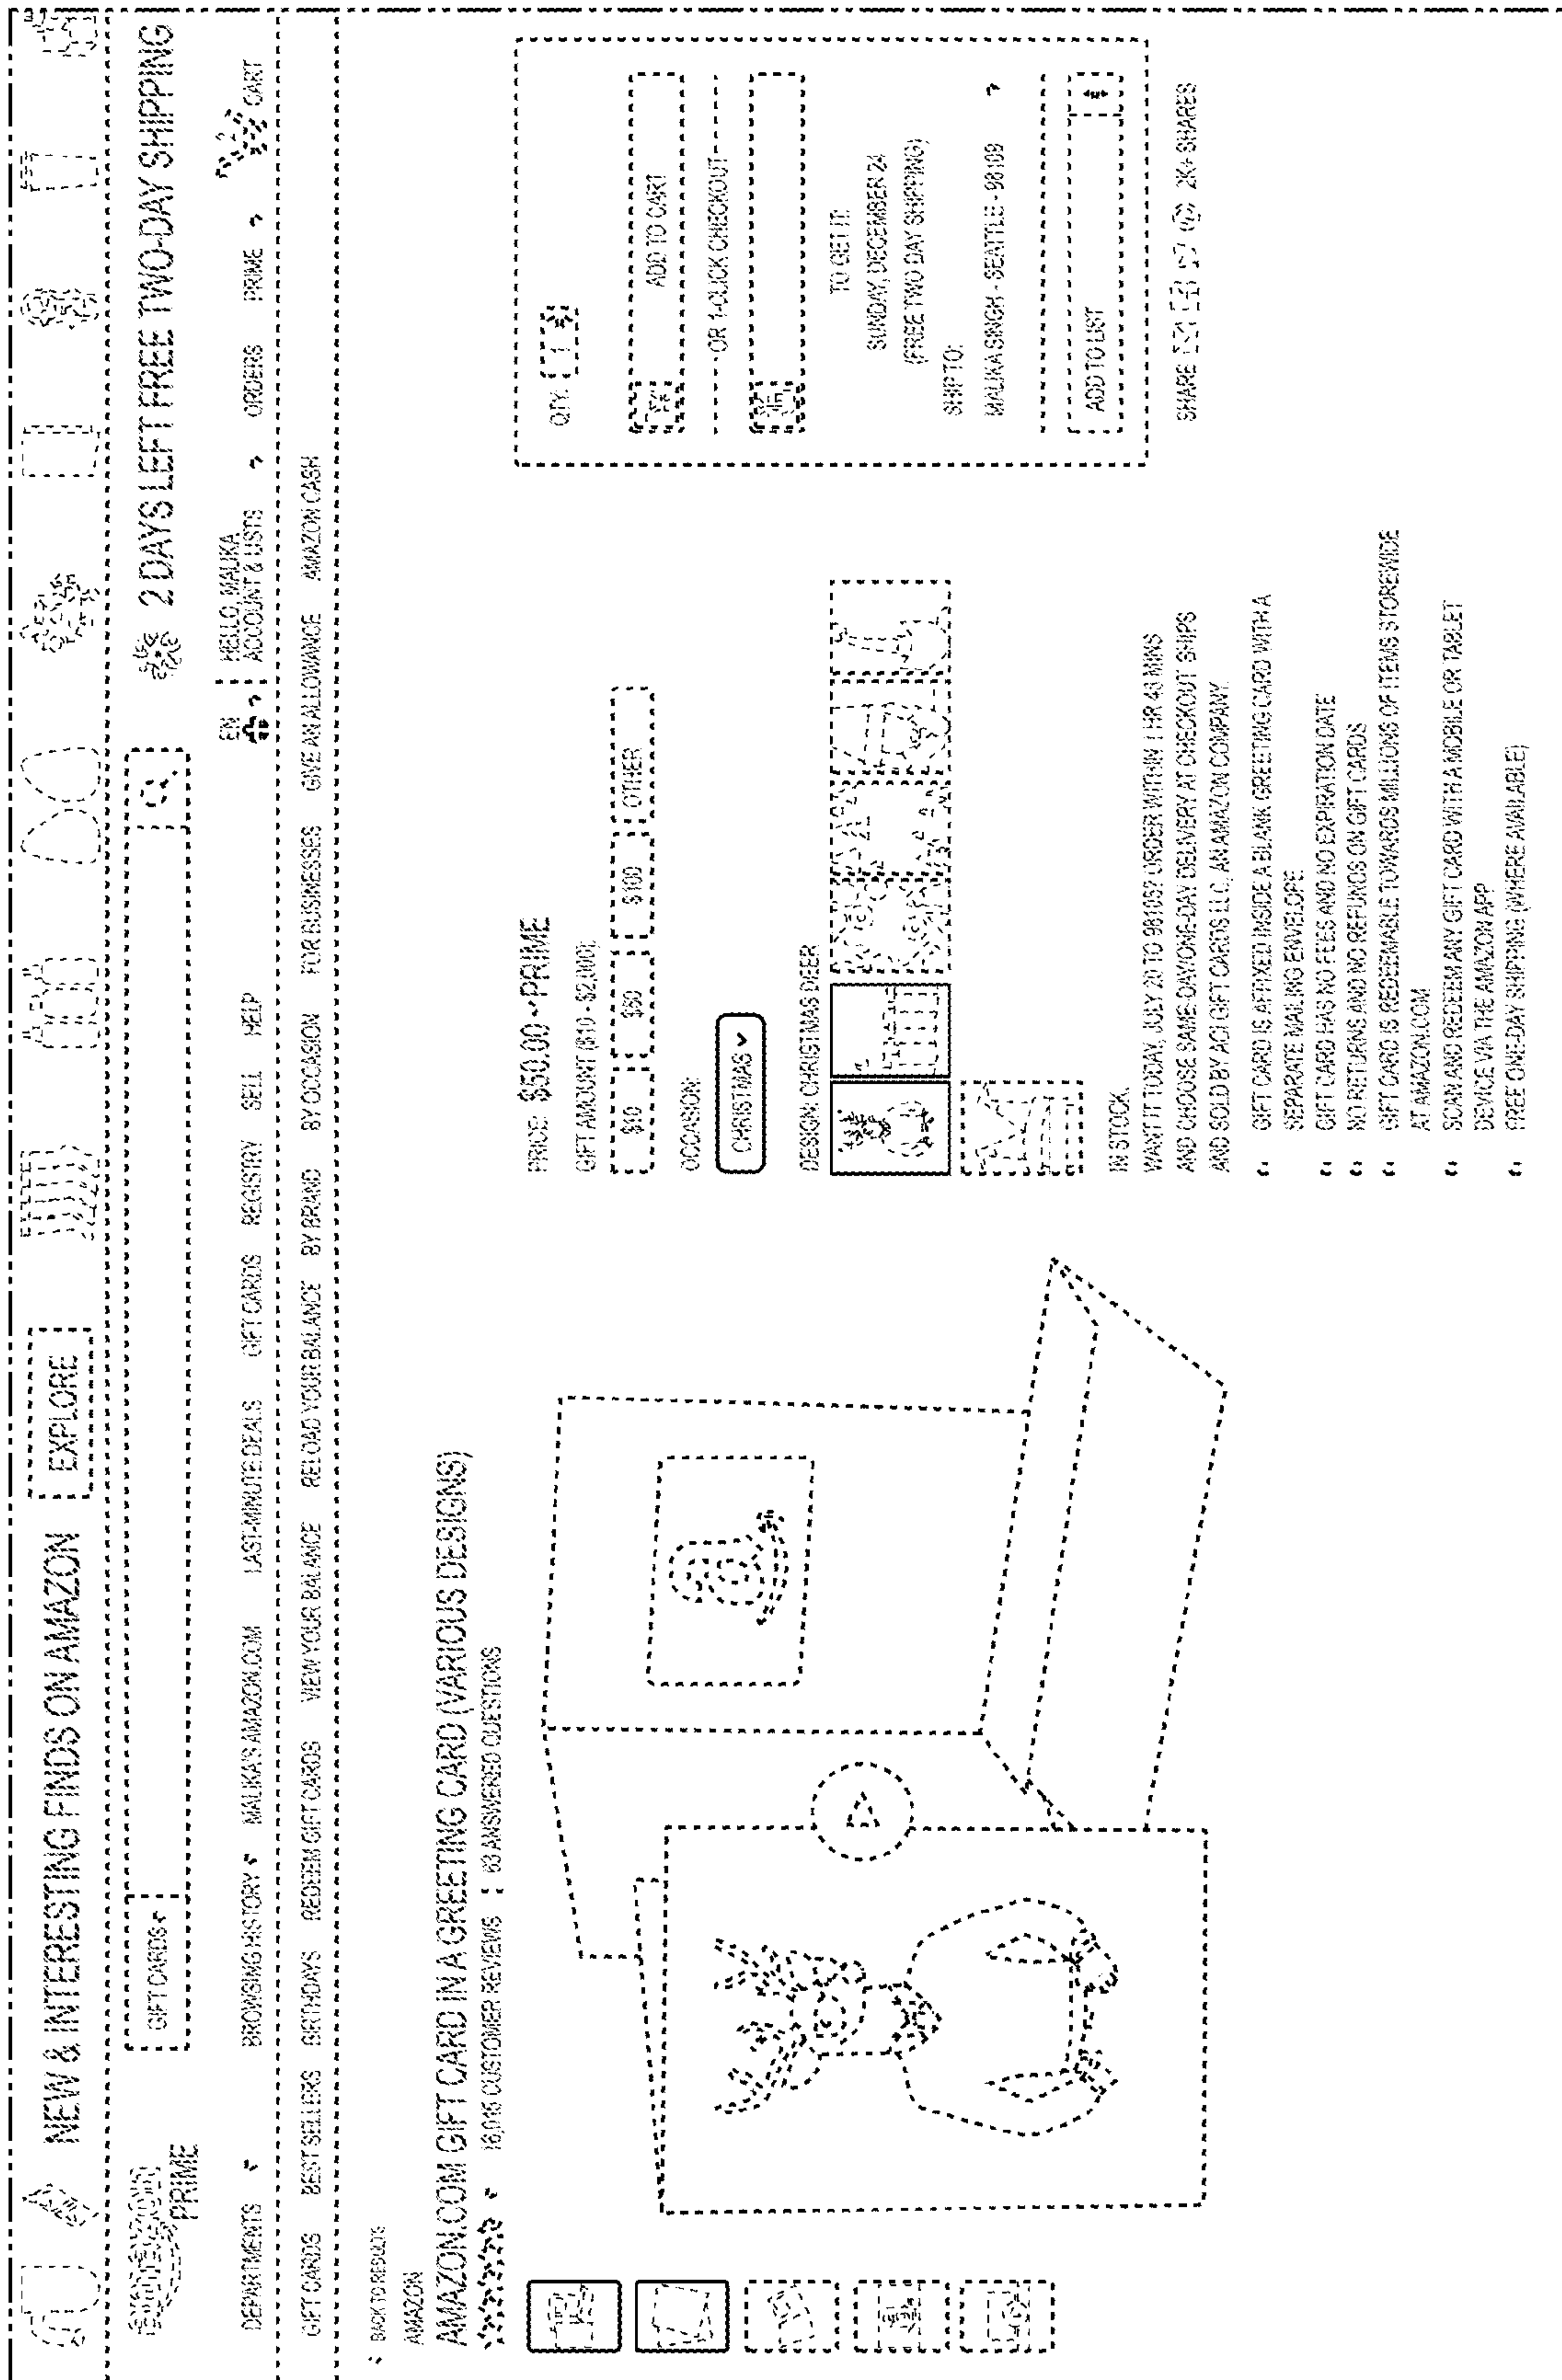 NEW & INTERESTING FINDS ON AMAZON EXPLORE
PRIME
GIFT CARDS
2 DAYS LEFT FREE TWO-DAY SHIPPING
DEPARTMENTS BROWSING HISTORY MALIKA'S AMAZON.COM LAST-MINUTE DEALS GIFT CARDS REGISTRY SELL HELP
EN
HELLO, MALIKA
ACCOUNT & LISTS
ORDERS PRIME 2 CART
GIFT CARDS BEST SELLERS BIRTHDAYS REDEEM GIFT CARDS VIEW YOUR BALANCE RELOAD YOUR BALANCE BY BRAND BY OCCASION FOR BUSINESSES GIVE AN ALLOWANCE AMAZON CASH
BACK TO RESULTS
AMAZON
AMAZON.COM GIFT CARD IN A GREETING CARD (VARIOUS DESIGNS)
16,016 CUSTOMER REVIEWS 63 ANSWERED QUESTIONS
PRICE: $50.00 PRIME
GIFT AMOUNT ($10 - $2,000):
$10 $50 $100 OTHER
OCCASION:
CHRISTMAS
DESIGN: CHRISTMAS DEER
IN STOCK.
WANT IT TODAY, JULY 20 TO 98109? ORDER WITHIN 1 HR 43 MINS
AND CHOOSE SAME-DAY/ONE-DAY DELIVERY AT CHECKOUT SHIPS
AND SOLD BY ACI GIFT CARDS LLC, AN AMAZON COMPANY.
GIFT CARD IS AFFIXED INSIDE A BLANK GREETING CARD WITH A
SEPARATE MAILING ENVELOPE
GIFT CARD HAS NO FEES AND NO EXPIRATION DATE
NO RETURNS AND NO REFUNDS ON GIFT CARDS
GIFT CARD IS REDEEMABLE TOWARDS MILLIONS OF ITEMS STOREWIDE
AT AMAZON.COM
SCAN AND REDEEM ANY GIFT CARD WITH A MOBILE OR TABLET
DEVICE VIA THE AMAZON APP
FREE ONE-DAY SHIPPING (WHERE AVAILABLE)
QTY: 1
ADD TO CART
OR 1-CLICK CHECKOUT
TO GET IT:
SUNDAY, DECEMBER 24
(FREE TWO DAY SHIPPING)
SHIP TO:
MALIKA SINGH - SEATTLE - 98109
ADD TO LIST
SHARE 2K+ SHARES